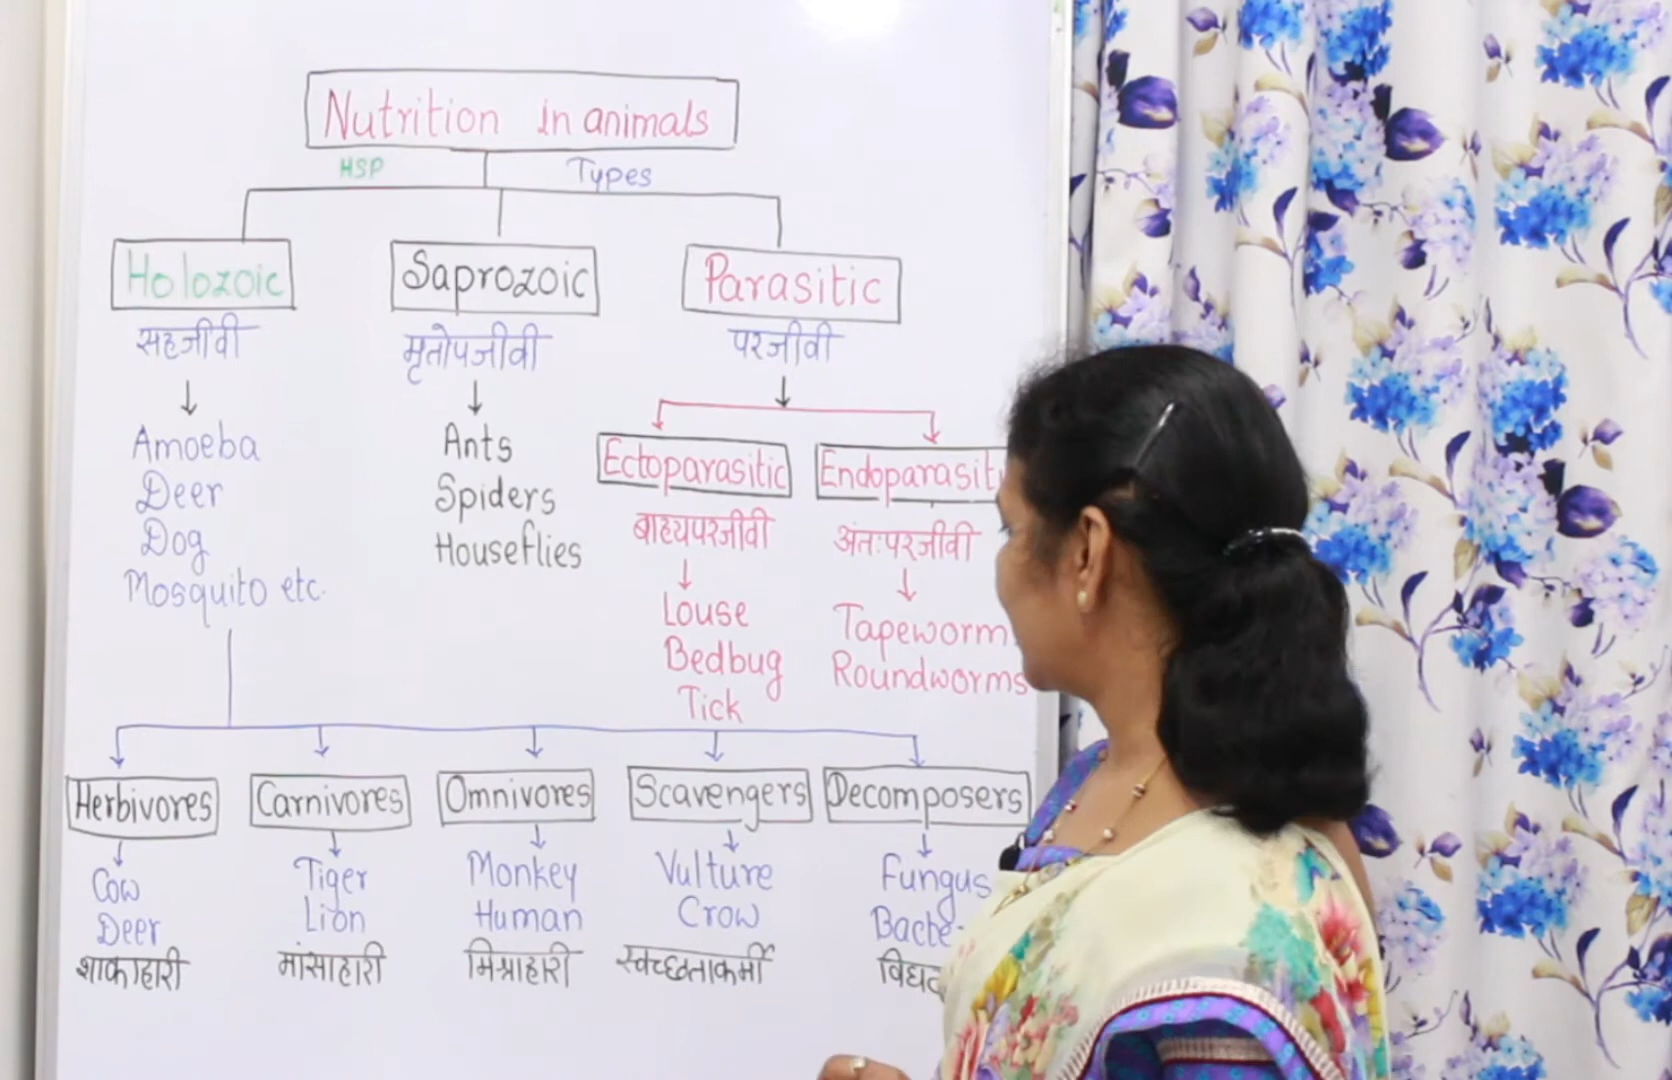 Nutrition in animals
HSP Types
Holozoic
सहजीवी
Amoeba
Deer
Dog
Mosquito etc.
Saprozoic
मृतोपजीवी
Ants
Spiders
Houseflies
Parasitic
परजीवी
Ectoparasitic
बाह्यपरजीवी
Louse
Bedbug
Tick
Endoparasit
अंतःपरजीवी
Tapeworm
Roundworms
Herbivores
Cow
Deer
शाकाहारी
Carnivores
Tiger
Lion
मांसाहारी
Omnivores
Monkey
Human
मिश्राहारी
Scavengers
Vulture
Crow
स्वच्छताकर्मी
Decomposers
Fungus
Bacte